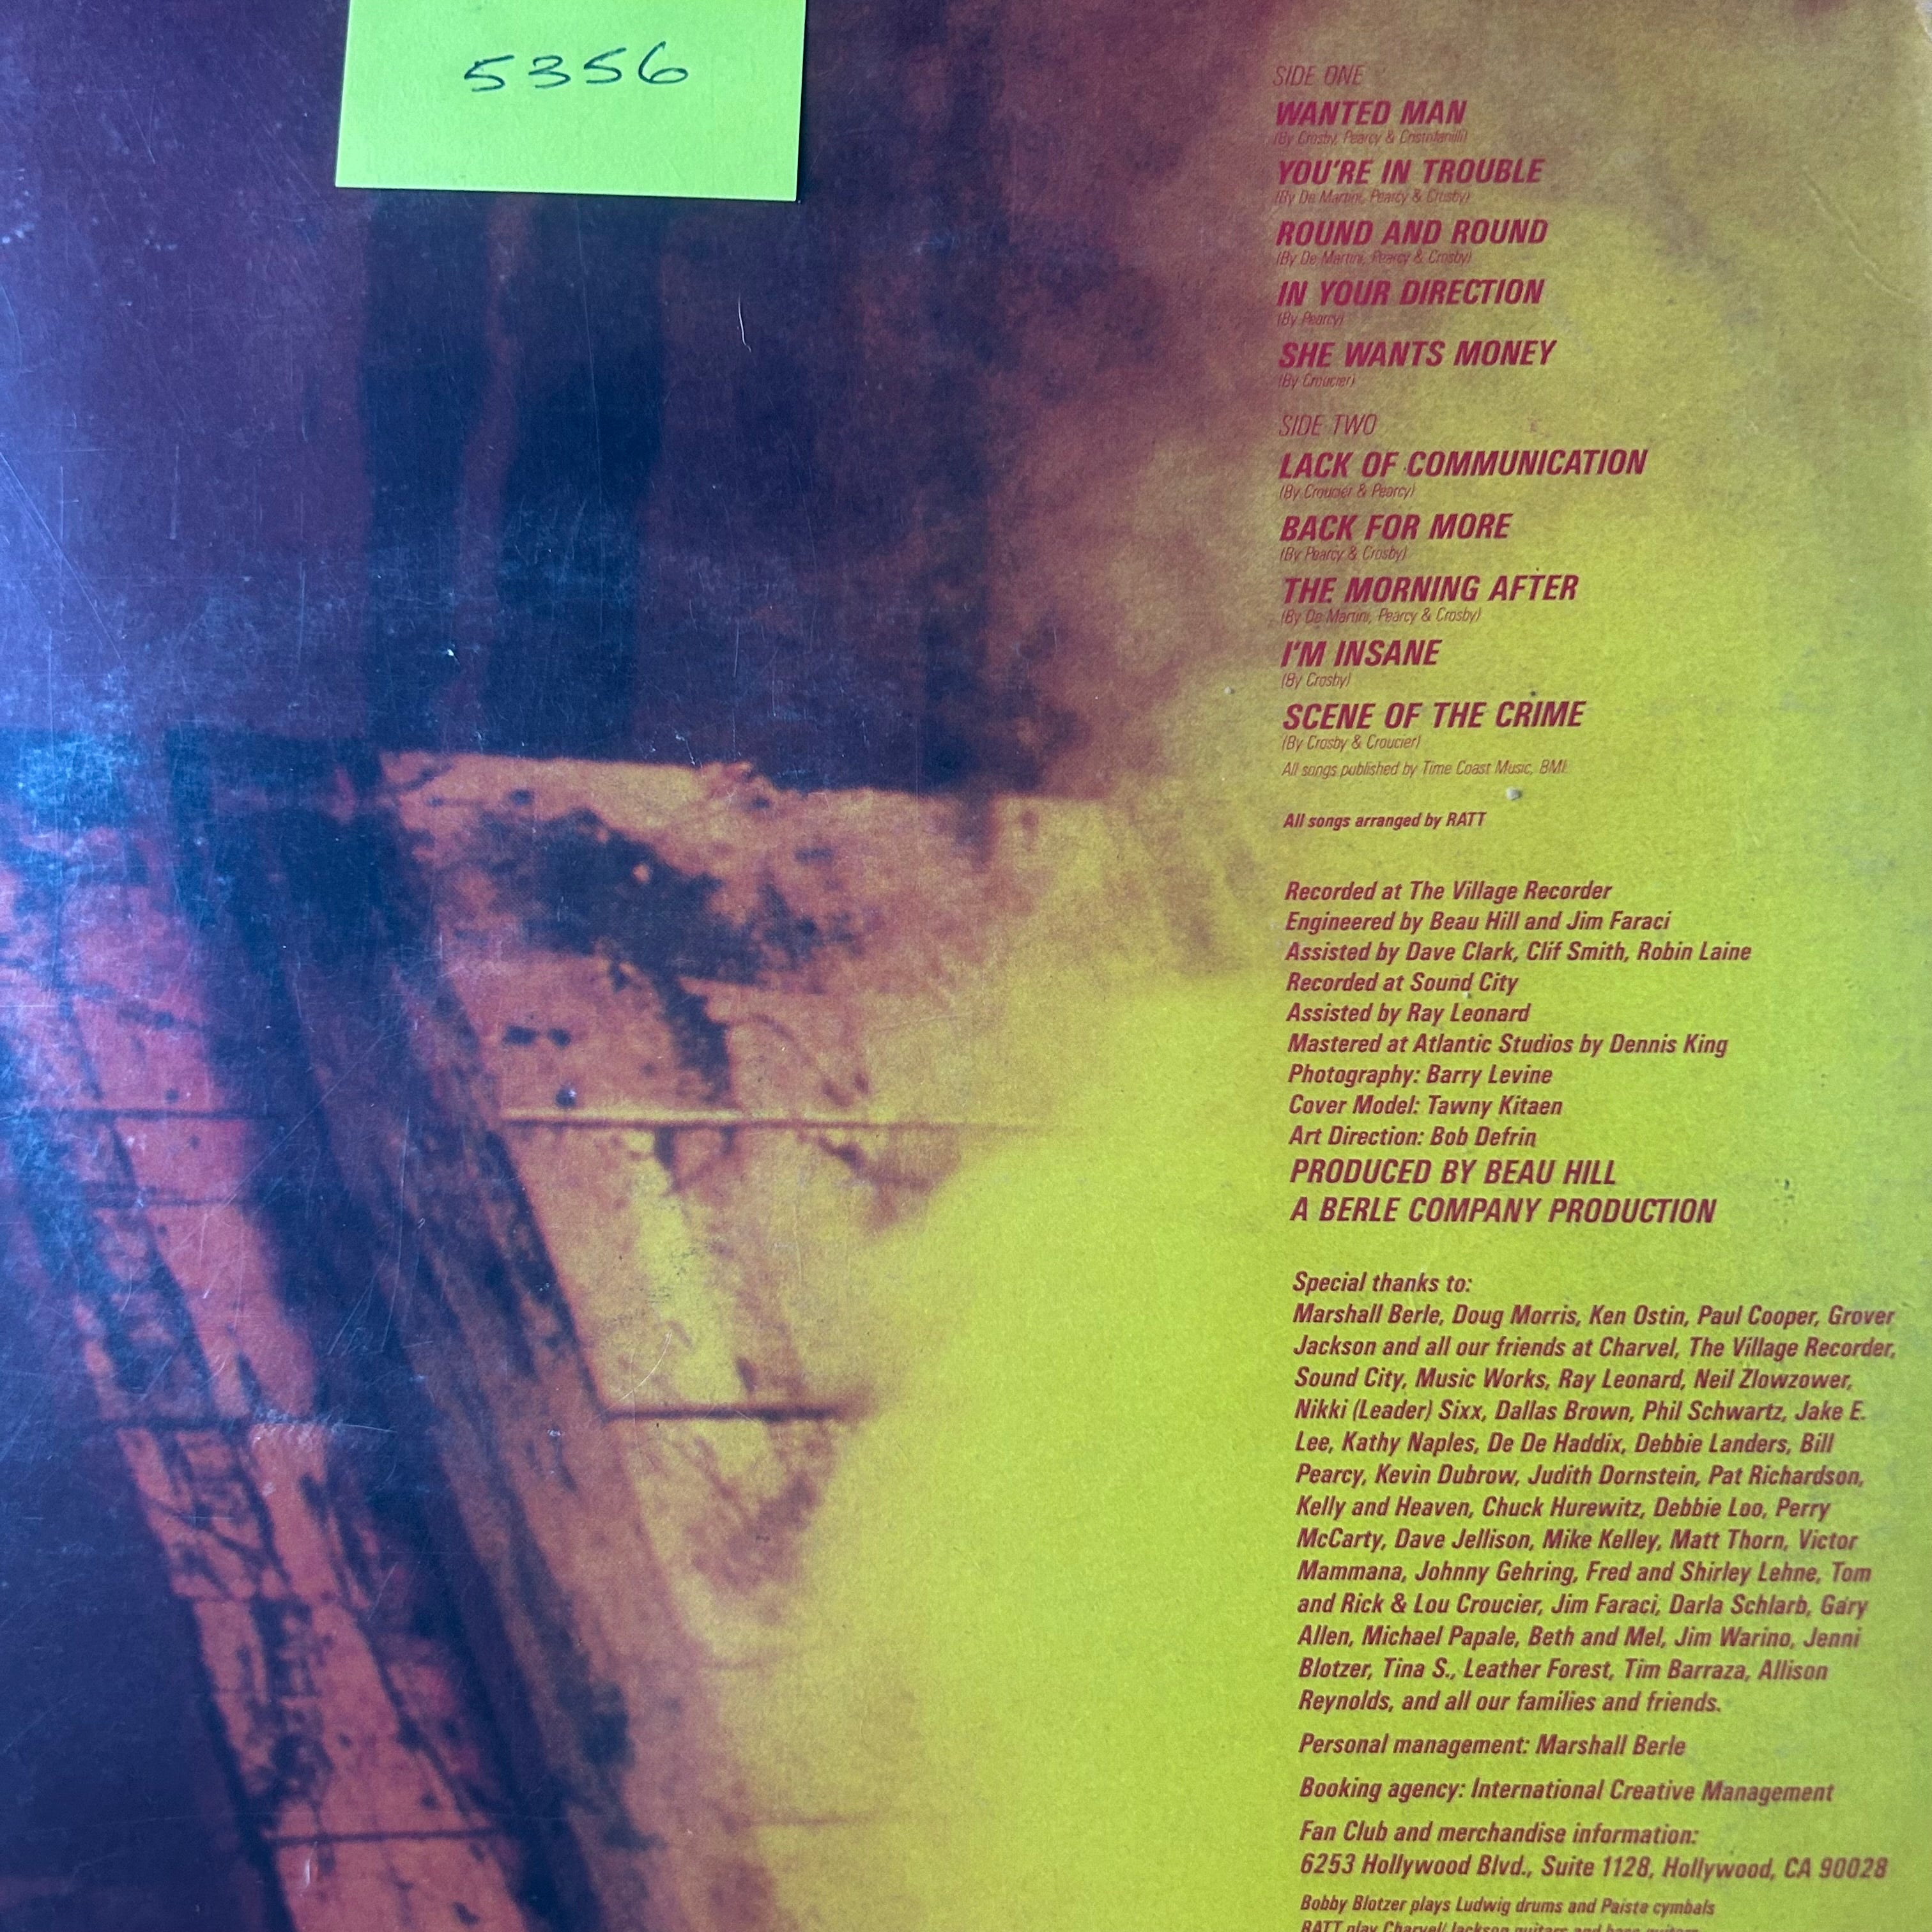 5356
SIDE ONE
WANTED MAN
(By Crosby, Pearcy & Cristofanilli)
YOU'RE IN TROUBLE
(By De Martini, Pearcy & Crosby)
ROUND AND ROUND
(By De Martini, Pearcy & Crosby)
IN YOUR DIRECTION
(By Pearcy)
SHE WANTS MONEY
(By Croucier)
SIDE TWO
LACK OF COMMUNICATION
(By Croucier & Pearcy)
BACK FOR MORE
(By Pearcy & Crosby)
THE MORNING AFTER
(By De Martini, Pearcy & Crosby)
I'M INSANE
(By Crosby)
SCENE OF THE CRIME
(By Crosby & Croucier)
All songs published by Time Coast Music, BMI.
All songs arranged by RATT
Recorded at The Village Recorder
Engineered by Beau Hill and Jim Faraci
Assisted by Dave Clark, Clif Smith, Robin Laine
Recorded at Sound City
Assisted by Ray Leonard
Mastered at Atlantic Studios by Dennis King
Photography: Barry Levine
Cover Model: Tawny Kitaen
Art Direction: Bob Defrin
PRODUCED BY BEAU HILL
A BERLE COMPANY PRODUCTION
Special thanks to:
Marshall Berle, Doug Morris, Ken Ostin, Paul Cooper, Grover
Jackson and all our friends at Charvel, The Village Recorder,
Sound City, Music Works, Ray Leonard, Neil Zlowzower,
Nikki (Leader) Sixx, Dallas Brown, Phil Schwartz, Jake E.
Lee, Kathy Naples, De De Haddix, Debbie Landers, Bill
Pearcy, Kevin Dubrow, Judith Dornstein, Pat Richardson,
Kelly and Heaven, Chuck Hurewitz, Debbie Loo, Perry
McCarty, Dave Jellison, Mike Kelley, Matt Thorn, Victor
Mammana, Johnny Gehring, Fred and Shirley Lehne, Tom
and Rick & Lou Croucier, Jim Faraci, Darla Schlarb, Gary
Allen, Michael Papale, Beth and Mel, Jim Warino, Jenni
Blotzer, Tina S., Leather Forest, Tim Barraza, Allison
Reynolds, and all our families and friends.
Personal management: Marshall Berle
Booking agency: International Creative Management
Fan Club and merchandise information:
6253 Hollywood Blvd., Suite 1128, Hollywood, CA 90028
Bobby Blotzer plays Ludwig drums and Paiste cymbals
RATT play Charvel/Jackson guitars and bass guitars